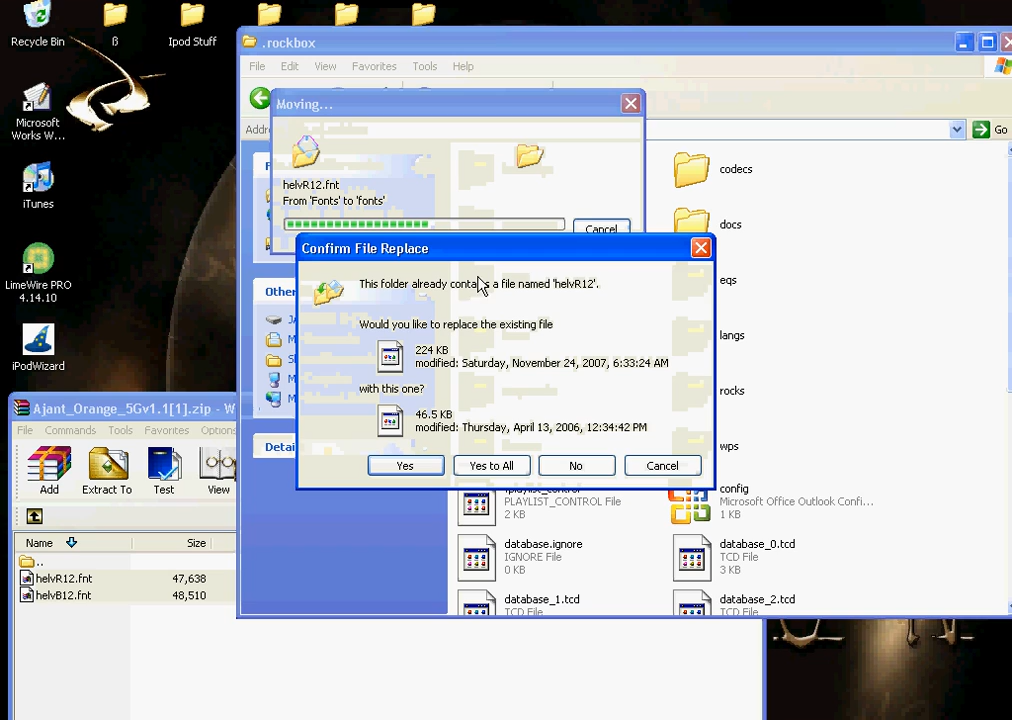 Recycle Bin
ß
Ipod Stuff
Microsoft
Works W...
iTunes
LimeWire PRO
4.14.10
iPodWizard
.rockbox
File Edit View Favorites Tools Help
Go
Moving...
helvR12.fnt
From 'Fonts' to 'fonts'
Cancel
Other
Detai
codecs
docs
eqs
langs
rocks
wps
Confirm File Replace
This folder already contains a file named 'helvR12'.
Would you like to replace the existing file
224 KB
modified: Saturday, November 24, 2007, 6:33:24 AM
with this one?
46.5 KB
modified: Thursday, April 13, 2006, 12:34:42 PM
Yes Yes to All No Cancel
PLAYLIST_CONTROL File
2 KB
config
Microsoft Office Outlook Confi...
1 KB
database.ignore
IGNORE File
0 KB
database_0.tcd
TCD File
3 KB
database_1.tcd
TCD File
database_2.tcd
TCD File
Ajant_Orange_5Gv1.1[1].zip - W
File Commands Tools Favorites Options
Add Extract To Test View
Name Size
..
helvR12.fnt 47,638
helvB12.fnt 48,510